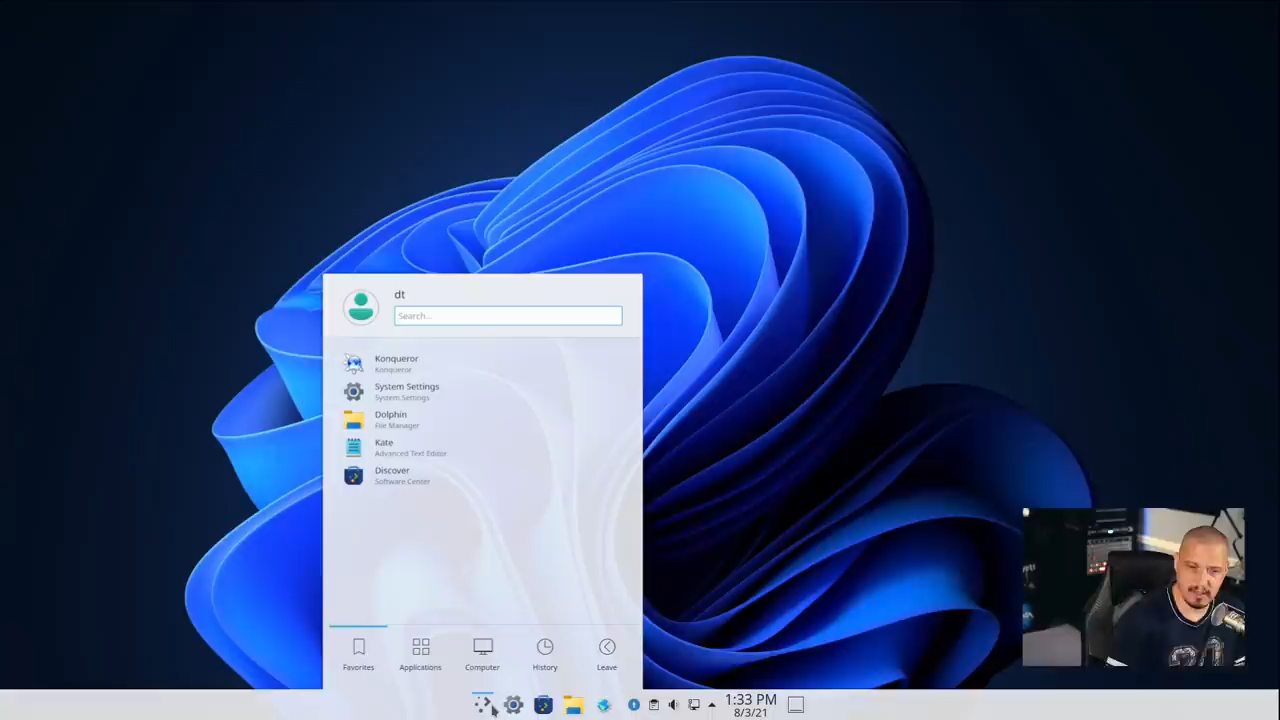 dt
Search...
Konqueror
Konqueror
System Settings
System Settings
Dolphin
File Manager
Kate
Advanced Text Editor
Discover
Software Center
Favorites
Applications
Computer
History
Leave
1:33 PM
8/3/21
21